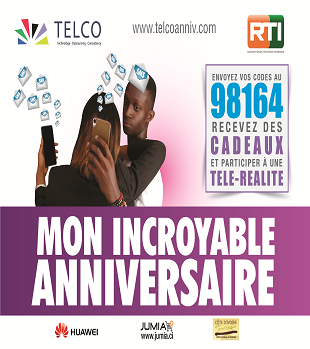 TELCO
Technology Outsourcing Consultancy
www.telcoanniv.com
RTI
ENVOYEZ VOS CODES AU
98164
RECEVEZ DES
CADEAUX
ET PARTICIPER À UNE
TELE-REALITE
MON INCROYABLE
ANNIVERSAIRE
HUAWEI
JUMIA
www.jumia.ci